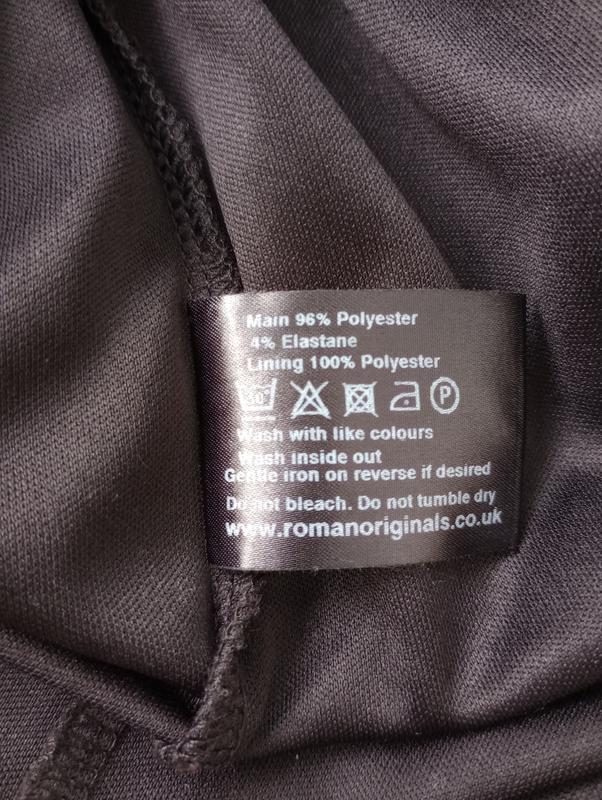 Main 96% Polyester
4% Elastane
Lining 100% Polyester
30° P
Wash with like colours
Wash inside out
Gentle iron on reverse if desired
Do not bleach. Do not tumble dry
www.romanoriginals.co.uk